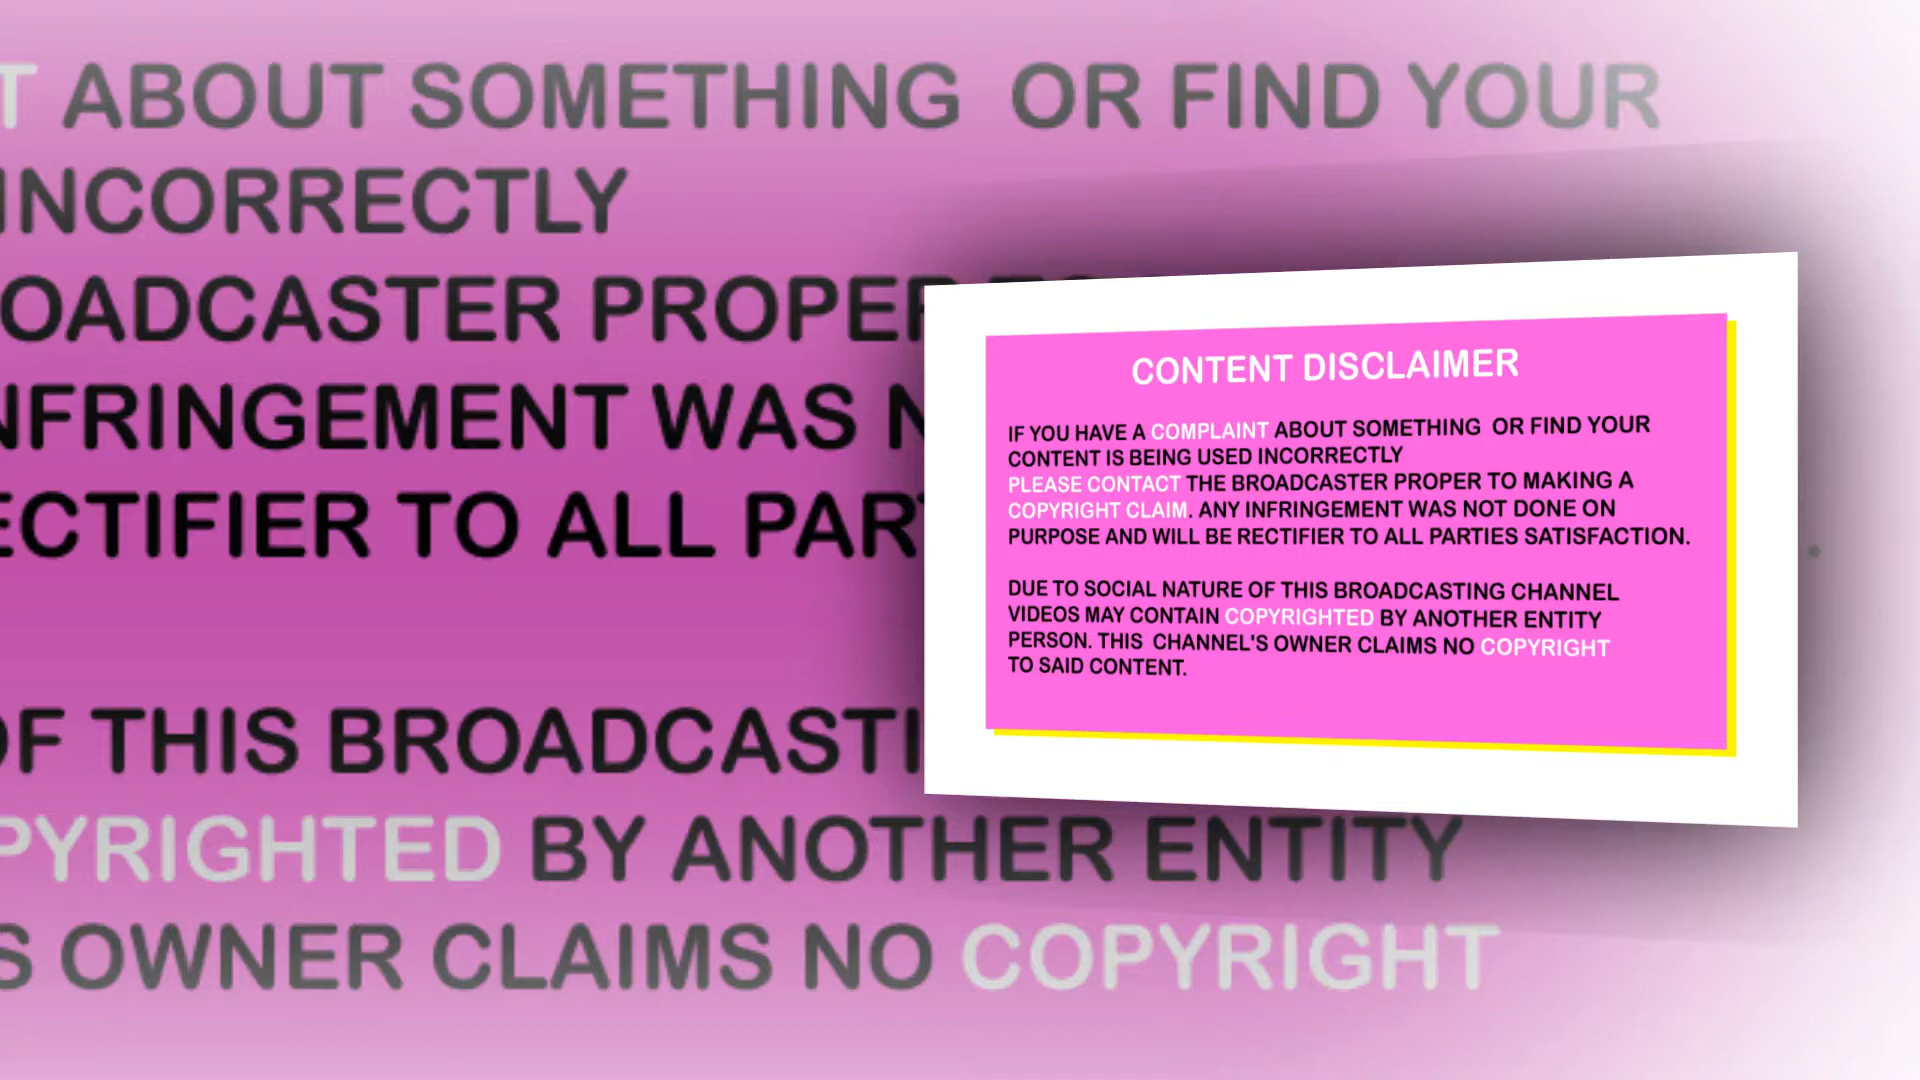 T ABOUT SOMETHING OR FIND YOUR
INCORRECTLY
OADCASTER PROPER
NFRINGEMENT WAS N
ECTIFIER TO ALL PART
OF THIS BROADCASTI
PYRIGHTED BY ANOTHER ENTITY
S OWNER CLAIMS NO COPYRIGHT
CONTENT DISCLAIMER
IF YOU HAVE A COMPLAINT ABOUT SOMETHING OR FIND YOUR
CONTENT IS BEING USED INCORRECTLY
PLEASE CONTACT THE BROADCASTER PROPER TO MAKING A
COPYRIGHT CLAIM. ANY INFRINGEMENT WAS NOT DONE ON
PURPOSE AND WILL BE RECTIFIER TO ALL PARTIES SATISFACTION.
DUE TO SOCIAL NATURE OF THIS BROADCASTING CHANNEL
VIDEOS MAY CONTAIN COPYRIGHTED BY ANOTHER ENTITY
PERSON. THIS CHANNEL'S OWNER CLAIMS NO COPYRIGHT
TO SAID CONTENT.